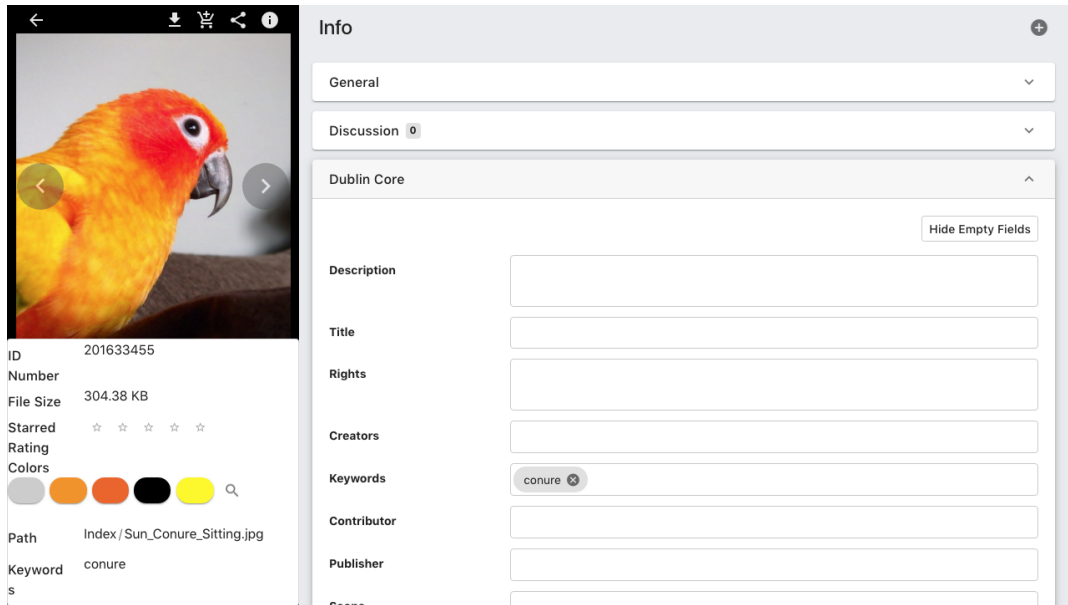 Info
General
Discussion 0
Dublin Core
Hide Empty Fields
Description
Title
Rights
Creators
Keywords
conure
Contributor
Publisher
ID Number
201633455
File Size
304.38 KB
Starred Rating
Colors
Path
Index/Sun_Conure_Sitting.jpg
Keywords
conure